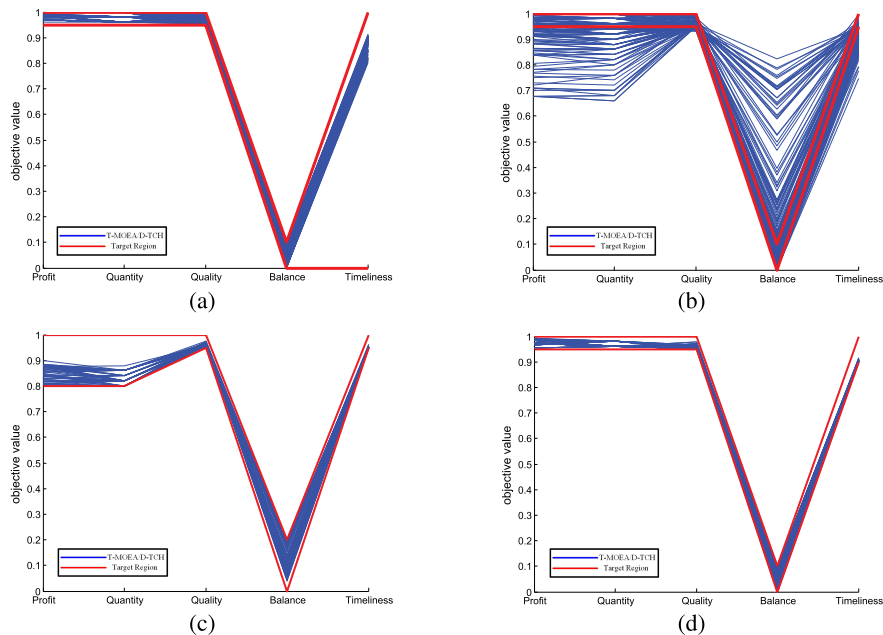 1
0.9
0.8
0.7
0.6
0.5
0.4
0.3
0.2
0.1
0
objective value
T-MOEA/D-TCH
Target Region
Profit Quantity Quality Balance Timeliness
(a)
1
0.9
0.8
0.7
0.6
0.5
0.4
0.3
0.2
0.1
0
objective value
T-MOEA/D-TCH
Target Region
Profit Quantity Quality Balance Timeliness
(b)
1
0.9
0.8
0.7
0.6
0.5
0.4
0.3
0.2
0.1
0
objective value
T-MOEA/D-TCH
Target Region
Profit Quantity Quality Balance Timeliness
(c)
1
0.9
0.8
0.7
0.6
0.5
0.4
0.3
0.2
0.1
0
objective value
T-MOEA/D-TCH
Target Region
Profit Quantity Quality Balance Timeliness
(d)